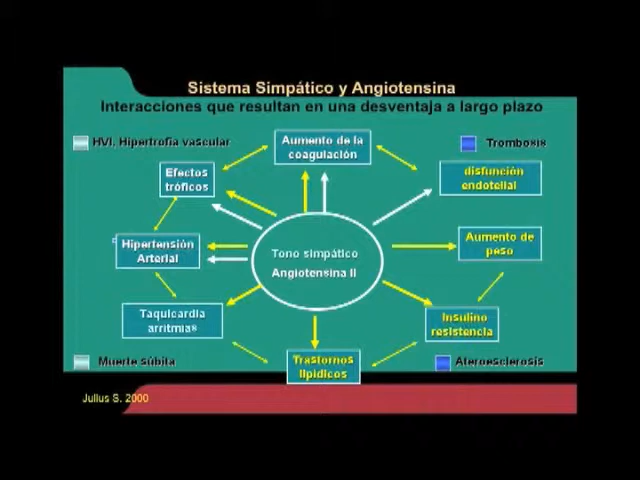 Sistema Simpático y Angiotensina
Interacciones que resultan en una desventaja a largo plazo
HVI, Hipertrofia vascular
Aumento de la
coagulación
Trombosis
Efectos
tróficos
disfunción
endotelial
Hipertensión
Arterial
Tono simpático
Angiotensina II
Aumento de
peso
Taquicardia
arritmias
Insulino
resistencia
Muerte súbita
Trastornos
lipídicos
Ateroesclerosis
Julius S. 2000